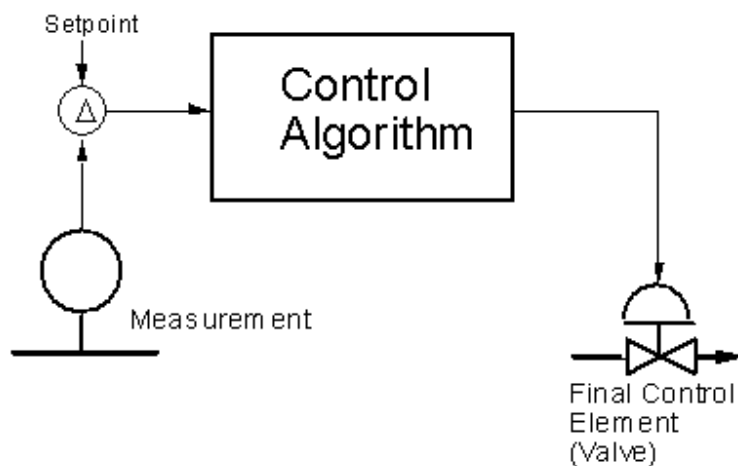 Setpoint
Δ
Control
Algorithm
Measurement
Final Control
Element
(Valve)